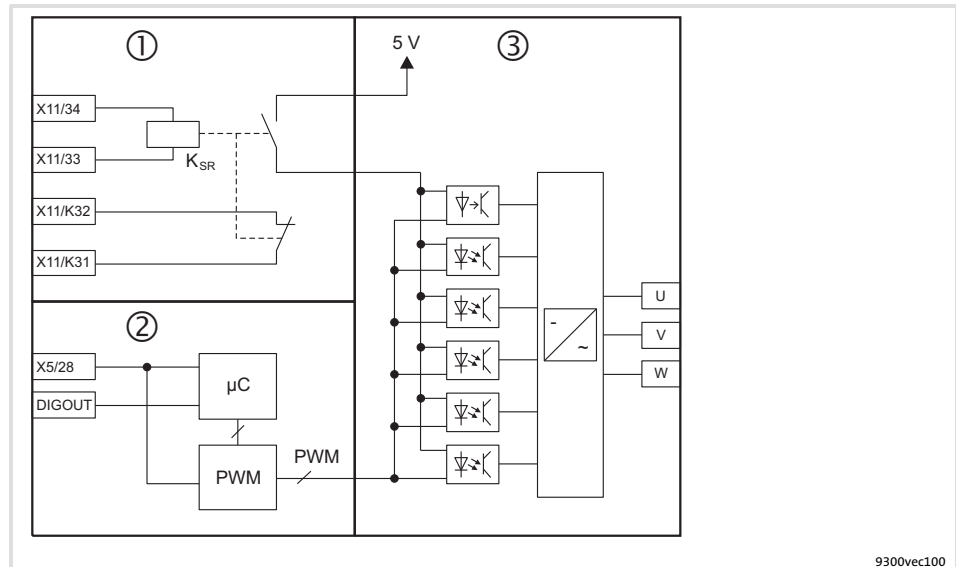 ①
③
5 V
X11/34
X11/33
K_SR
X11/K32
X11/K31
②
X5/28
DIGOUT
µC
PWM
PWM
-
~
U
V
W
9300vec100